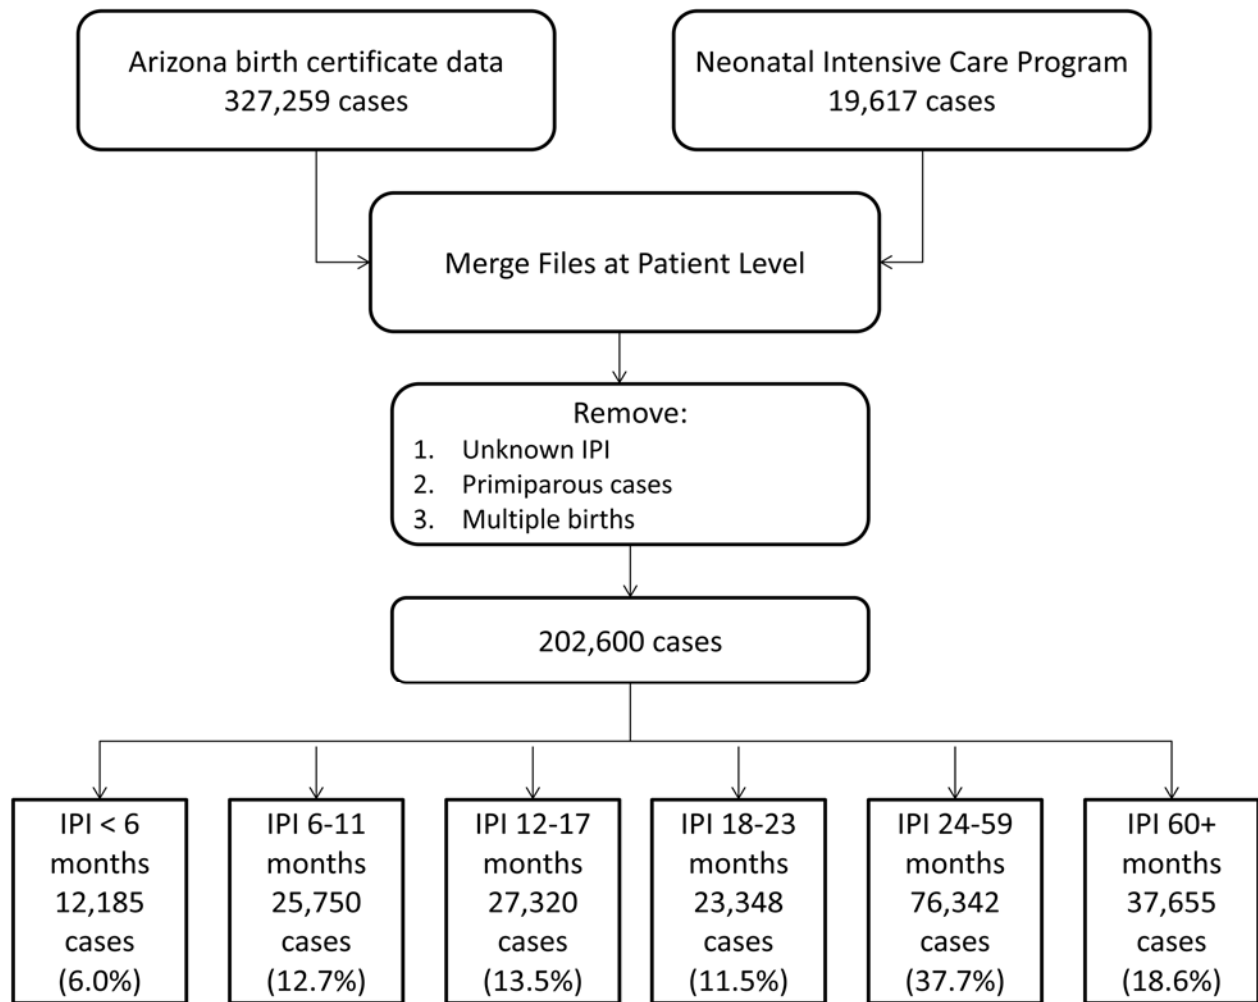 Arizona birth certificate data
327,259 cases
Neonatal Intensive Care Program
19,617 cases
Merge Files at Patient Level
Remove:
1. Unknown IPI
2. Primiparous cases
3. Multiple births
202,600 cases
IPI < 6
months
12,185
cases
(6.0%)
IPI 6-11
months
25,750
cases
(12.7%)
IPI 12-17
months
27,320
cases
(13.5%)
IPI 18-23
months
23,348
cases
(11.5%)
IPI 24-59
months
76,342
cases
(37.7%)
IPI 60+
months
37,655
cases
(18.6%)